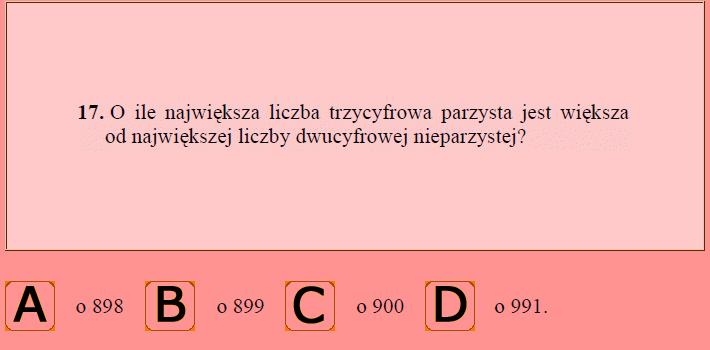 17. O ile największa liczba trzycyfrowa parzysta jest większa
od największej liczby dwucyfrowej nieparzystej?
A o 898 B o 899 C o 900 D o 991.